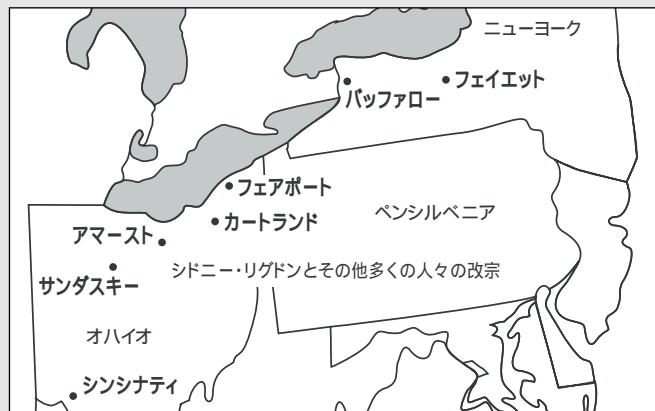 ニューヨーク
フェイエット
バッファロー
フェアポート
カートランド
ペンシルベニア
アマースト
シドニー・リグドンとその他多くの人々の改宗
サンダスキー
オハイオ
シンシナティ